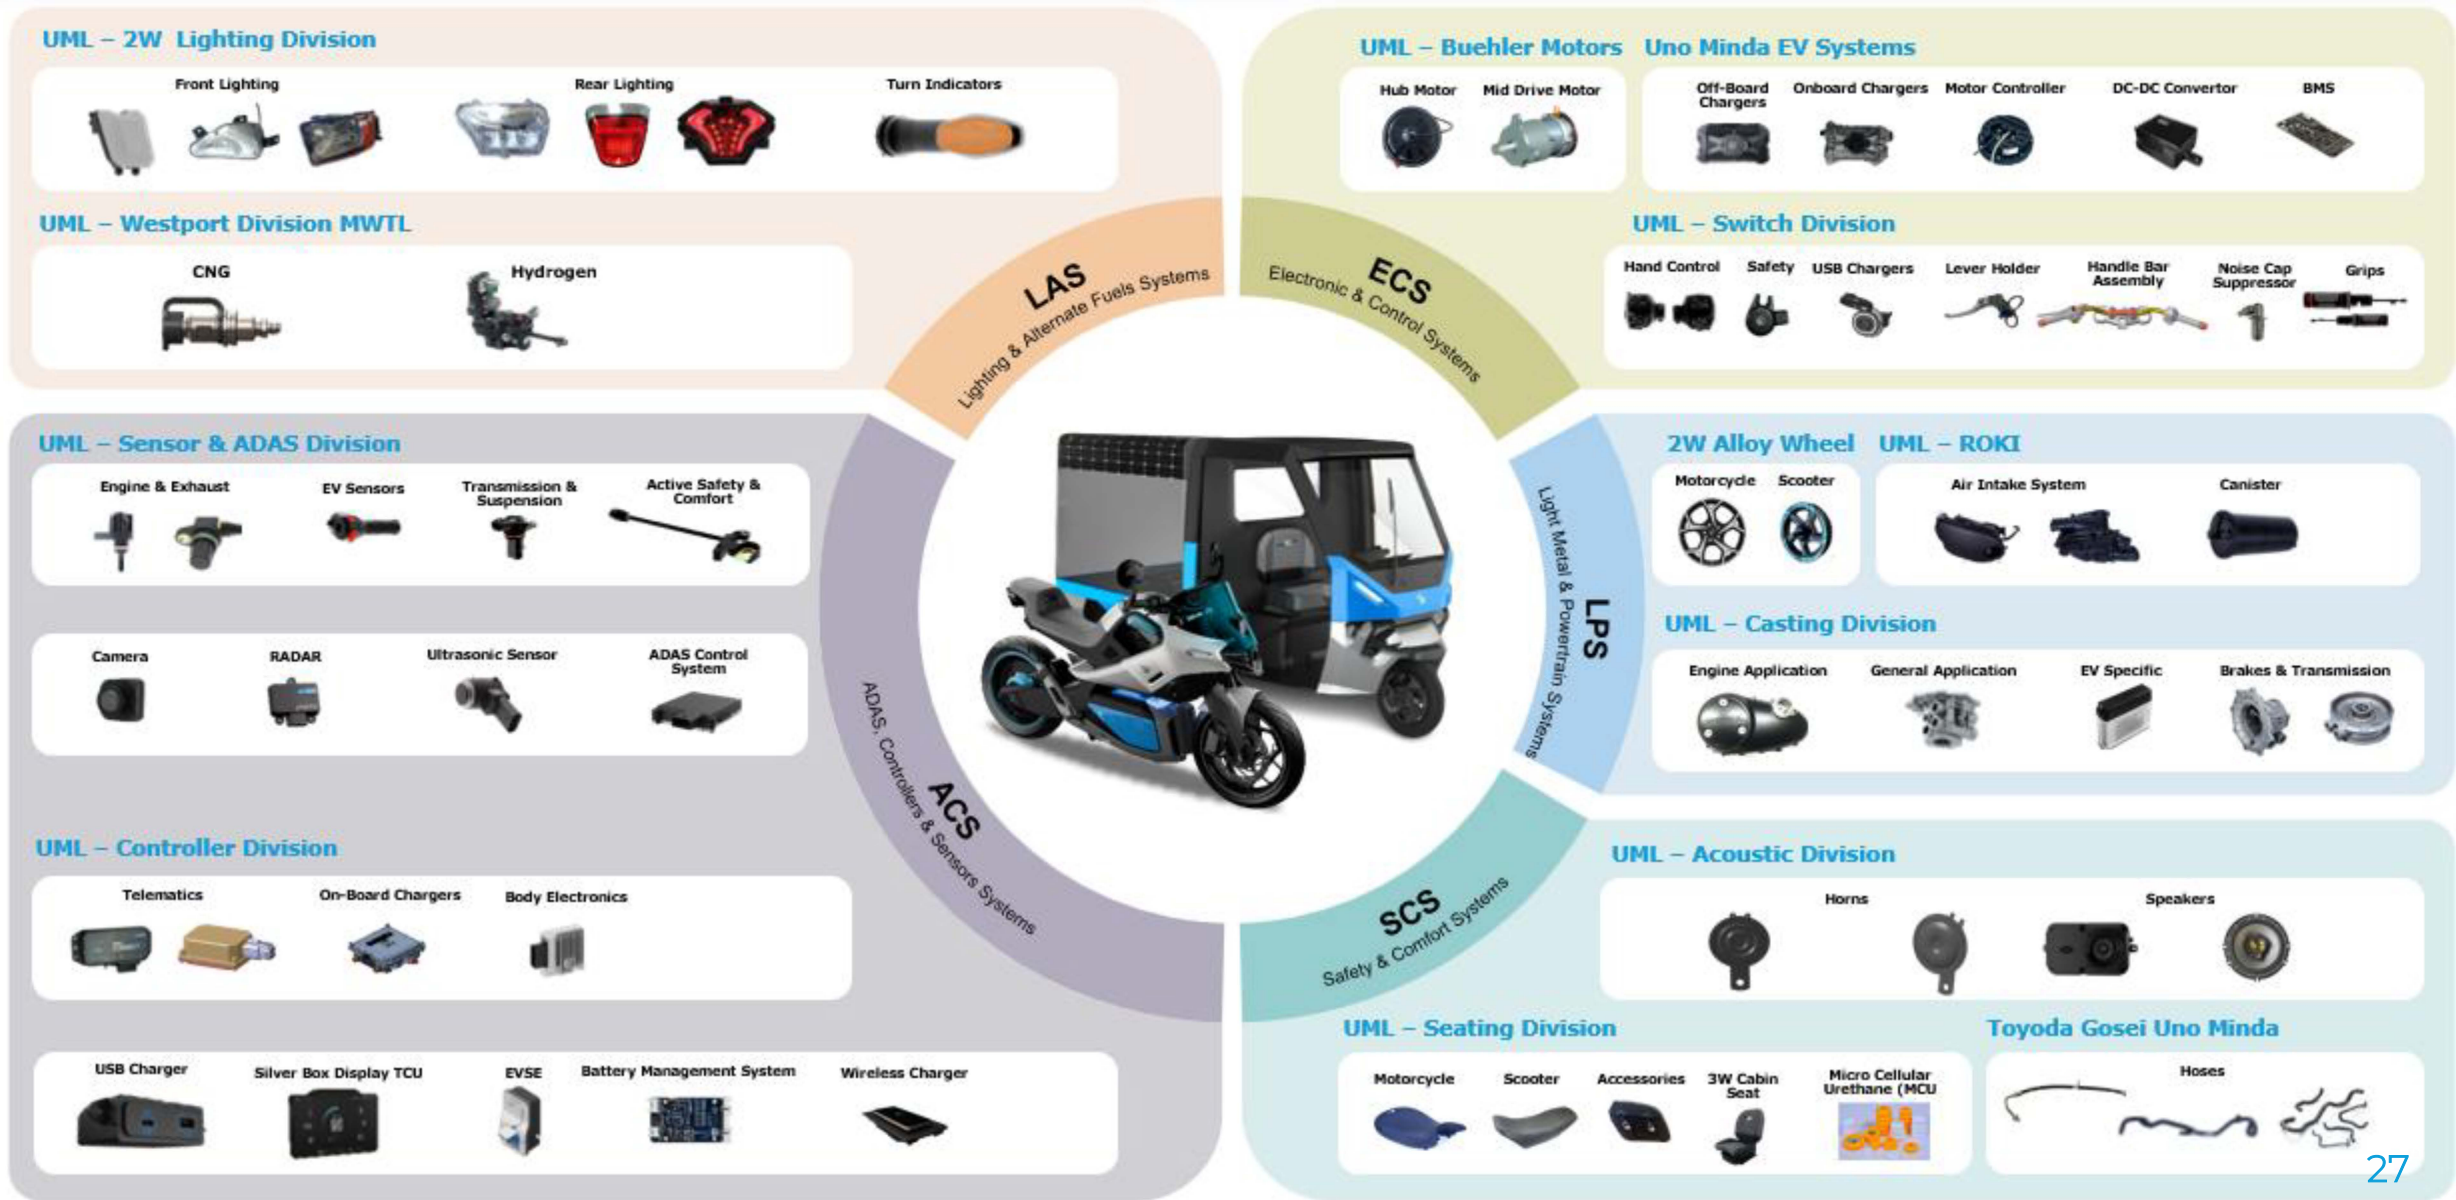 UML – 2W Lighting Division
Front Lighting
Rear Lighting
Turn Indicators
UML – Westport Division MWTL
CNG
Hydrogen
LAS
Lighting & Alternate Fuels Systems
UML – Buehler Motors
Uno Minda EV Systems
Hub Motor
Mid Drive Motor
Off-Board
Chargers
Onboard Chargers
Motor Controller
DC-DC Convertor
BMS
UML – Switch Division
Hand Control
Safety
USB Chargers
Lever Holder
Handle Bar
Assembly
Noise Cap
Suppressor
Grips
ECS
Electronic & Control Systems
UML – Sensor & ADAS Division
Engine & Exhaust
EV Sensors
Transmission &
Suspension
Active Safety &
Comfort
Camera
RADAR
Ultrasonic Sensor
ADAS Control
System
UML – Controller Division
Telematics
On-Board Chargers
Body Electronics
USB Charger
Silver Box Display TCU
EVSE
Battery Management System
Wireless Charger
ACS
ADAS, Controllers & Sensors Systems
2W Alloy Wheel
UML – ROKI
Motorcycle
Scooter
Air Intake System
Canister
UML – Casting Division
Engine Application
General Application
EV Specific
Brakes & Transmission
LPS
Light Metal & Powertrain Systems
UML – Acoustic Division
Horns
Speakers
UML – Seating Division
Toyoda Gosei Uno Minda
Motorcycle
Scooter
Accessories
3W Cabin
Seat
Micro Cellular
Urethane (MCU
Hoses
SCS
Safety & Comfort Systems
27